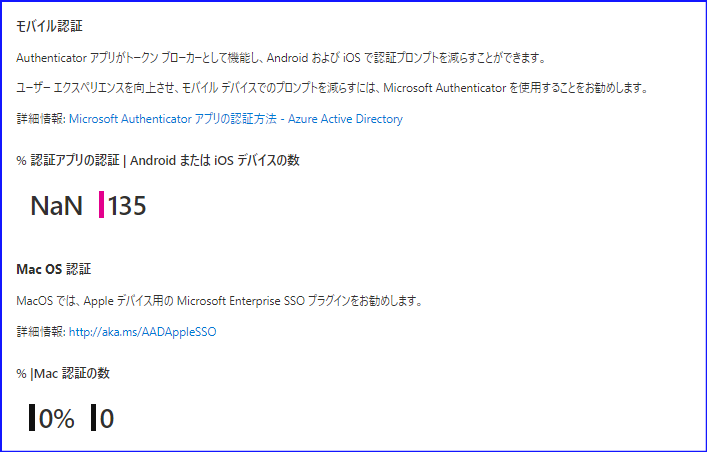 モバイル認証
Authenticator アプリがトークン ブローカーとして機能し、Android および iOS で認証プロンプトを減らすことができます。
ユーザー エクスペリエンスを向上させ、モバイル デバイスでのプロンプトを減らすには、Microsoft Authenticator を使用することをお勧めします。
詳細情報: Microsoft Authenticator アプリの認証方法 - Azure Active Directory
% 認証アプリの認証 | Android または iOS デバイスの数
NaN 135
Mac OS 認証
MacOS では、Apple デバイス用の Microsoft Enterprise SSO プラグインをお勧めします。
詳細情報: http://aka.ms/AADAppleSSO
% |Mac 認証の数
0% 0